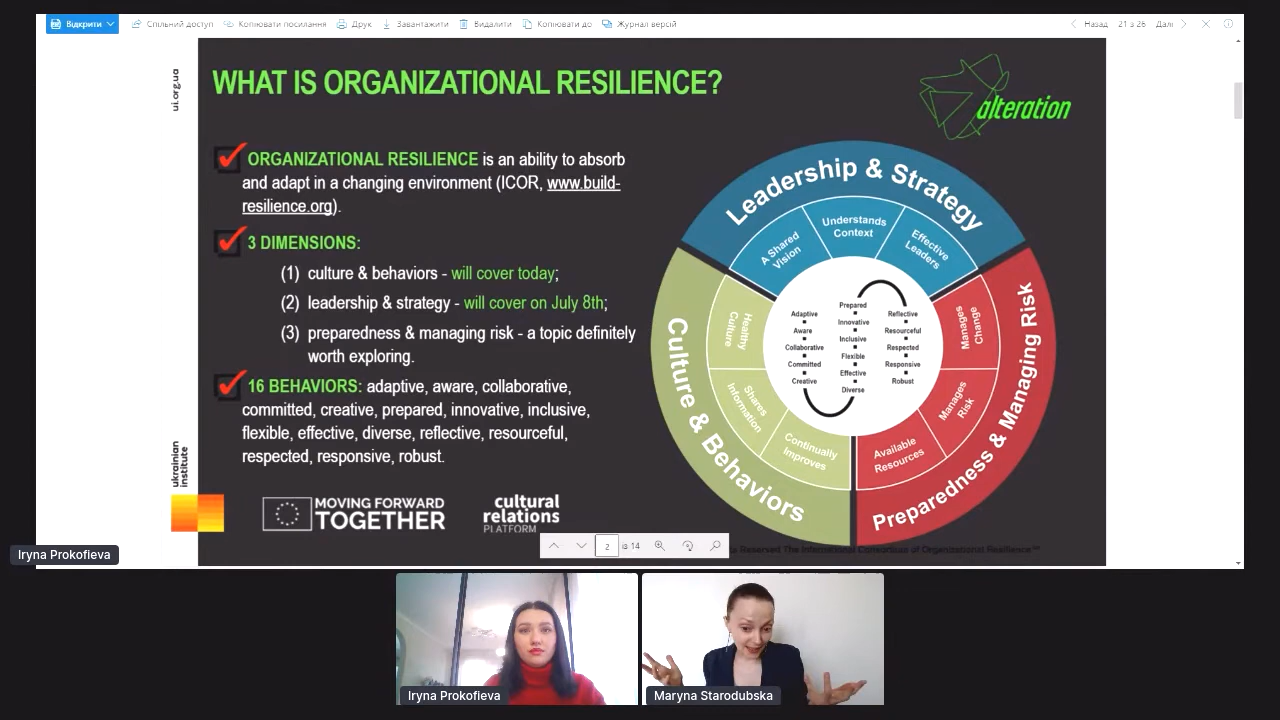 Відкрити
Спільний доступ
Копіювати посилання
Друк
Завантажити
Видалити
Копіювати до
Журнал версій
Назад
21 з 26
Далі
ui.org.ua
WHAT IS ORGANIZATIONAL RESILIENCE?
alteration
ORGANIZATIONAL RESILIENCE is an ability to absorb
and adapt in a changing environment (ICOR, www.build-
resilience.org).
3 DIMENSIONS:
(1) culture & behaviors - will cover today;
(2) leadership & strategy - will cover on July 8th;
(3) preparedness & managing risk - a topic definitely
worth exploring.
16 BEHAVIORS: adaptive, aware, collaborative,
committed, creative, prepared, innovative, inclusive,
flexible, effective, diverse, reflective, resourceful,
respected, responsive, robust.
Leadership & Strategy
A Shared
Vision
Understands
Context
Effective
Leaders
Culture & Behaviors
Healthy
Culture
Shares
Information
Continually
Improves
Preparedness & Managing Risk
Manages
Change
Manages
Risk
Available
Resources
Adaptive
Aware
Collaborative
Committed
Creative
Prepared
Innovative
Inclusive
Flexible
Effective
Diverse
Reflective
Resourceful
Respected
Responsive
Robust
ukrainian
institute
MOVING FORWARD
TOGETHER
cultural
relations
PLATFORM
2 із 14
Reserved The International Consortium of Organizational Resilience
Iryna Prokofieva
Iryna Prokofieva
Maryna Starodubska